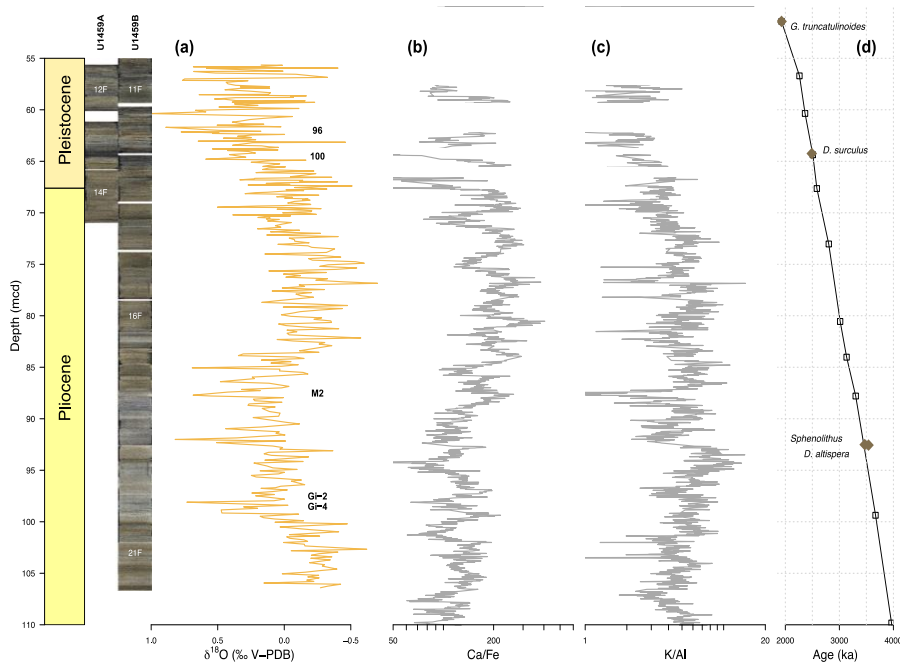 U1459A
U1459B
(a)
(b)
(c)
(d)
G. truncatulinoides
55
60
65
70
75
80
85
90
95
100
105
110
Depth (mcd)
Pleistocene
Pliocene
12F
11F
14F
16F
21F
96
100
M2
Gi−2
Gi−4
D. surculus
Sphenolithus
D. altispera
1.0
0.5
0.0
−0.5
δ18O (‰ V−PDB)
50
200
Ca/Fe
1
20
K/Al
2000
3000
4000
Age (ka)